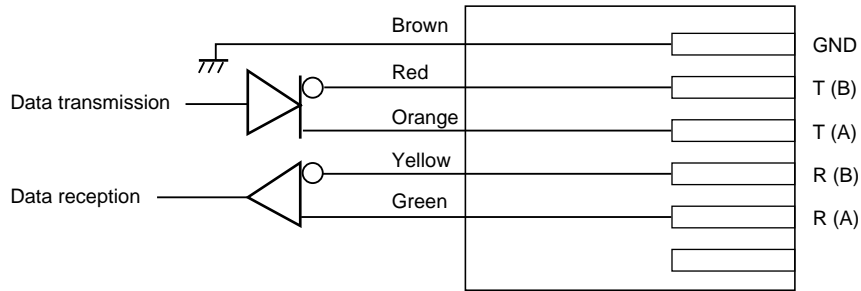 Brown
GND
Red
T (B)
Data transmission
Orange
T (A)
Yellow
R (B)
Data reception
Green
R (A)